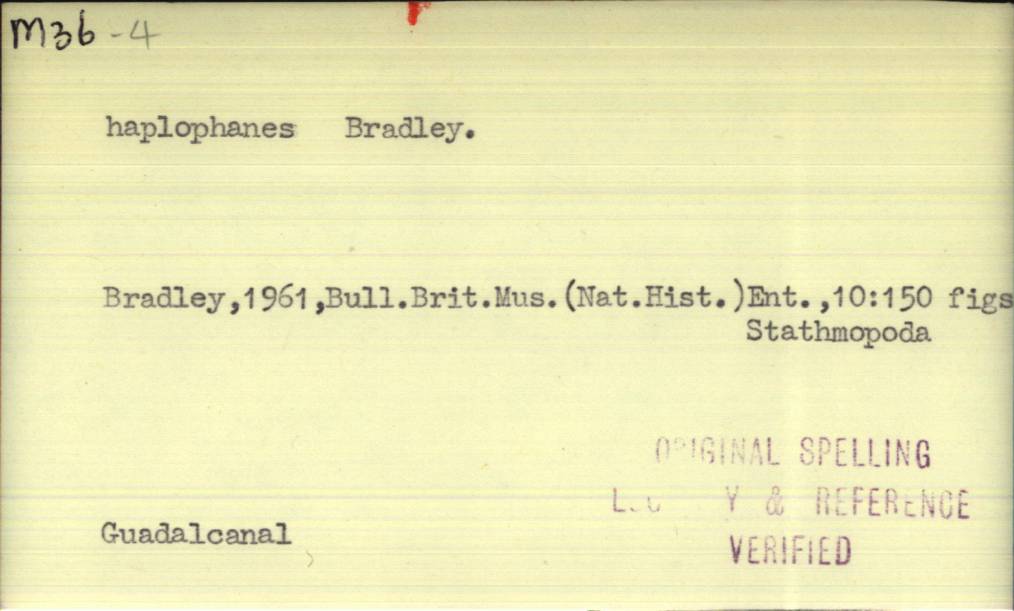 M36-4
haplophanes Bradley.
Bradley,1961,Bull.Brit.Mus.(Nat.Hist.)Ent.,10:150 figs
Stathmopoda
ORIGINAL SPELLING
& REFERENCE
VERIFIED
Guadalcanal